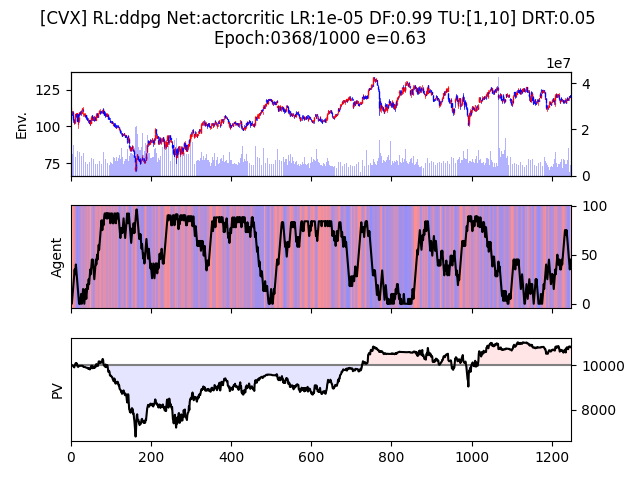 [CVX] RL:ddpg Net:actorcritic LR:1e-05 DF:0.99 TU:[1,10] DRT:0.05
Epoch:0368/1000 e=0.63
1e7
125
100
75
Env.
4
2
0
Agent
100
50
0
PV
10000
8000
0 200 400 600 800 1000 1200